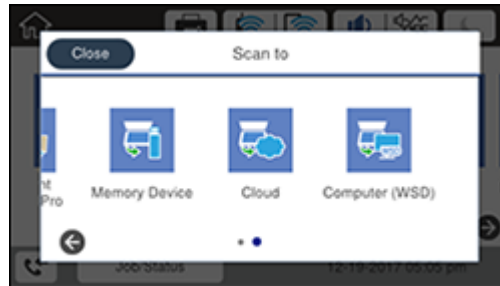 Close
Scan to
nt
Pro
Memory Device
Cloud
Computer (WSD)
Job/Status
12-19-2017 05:05 pm